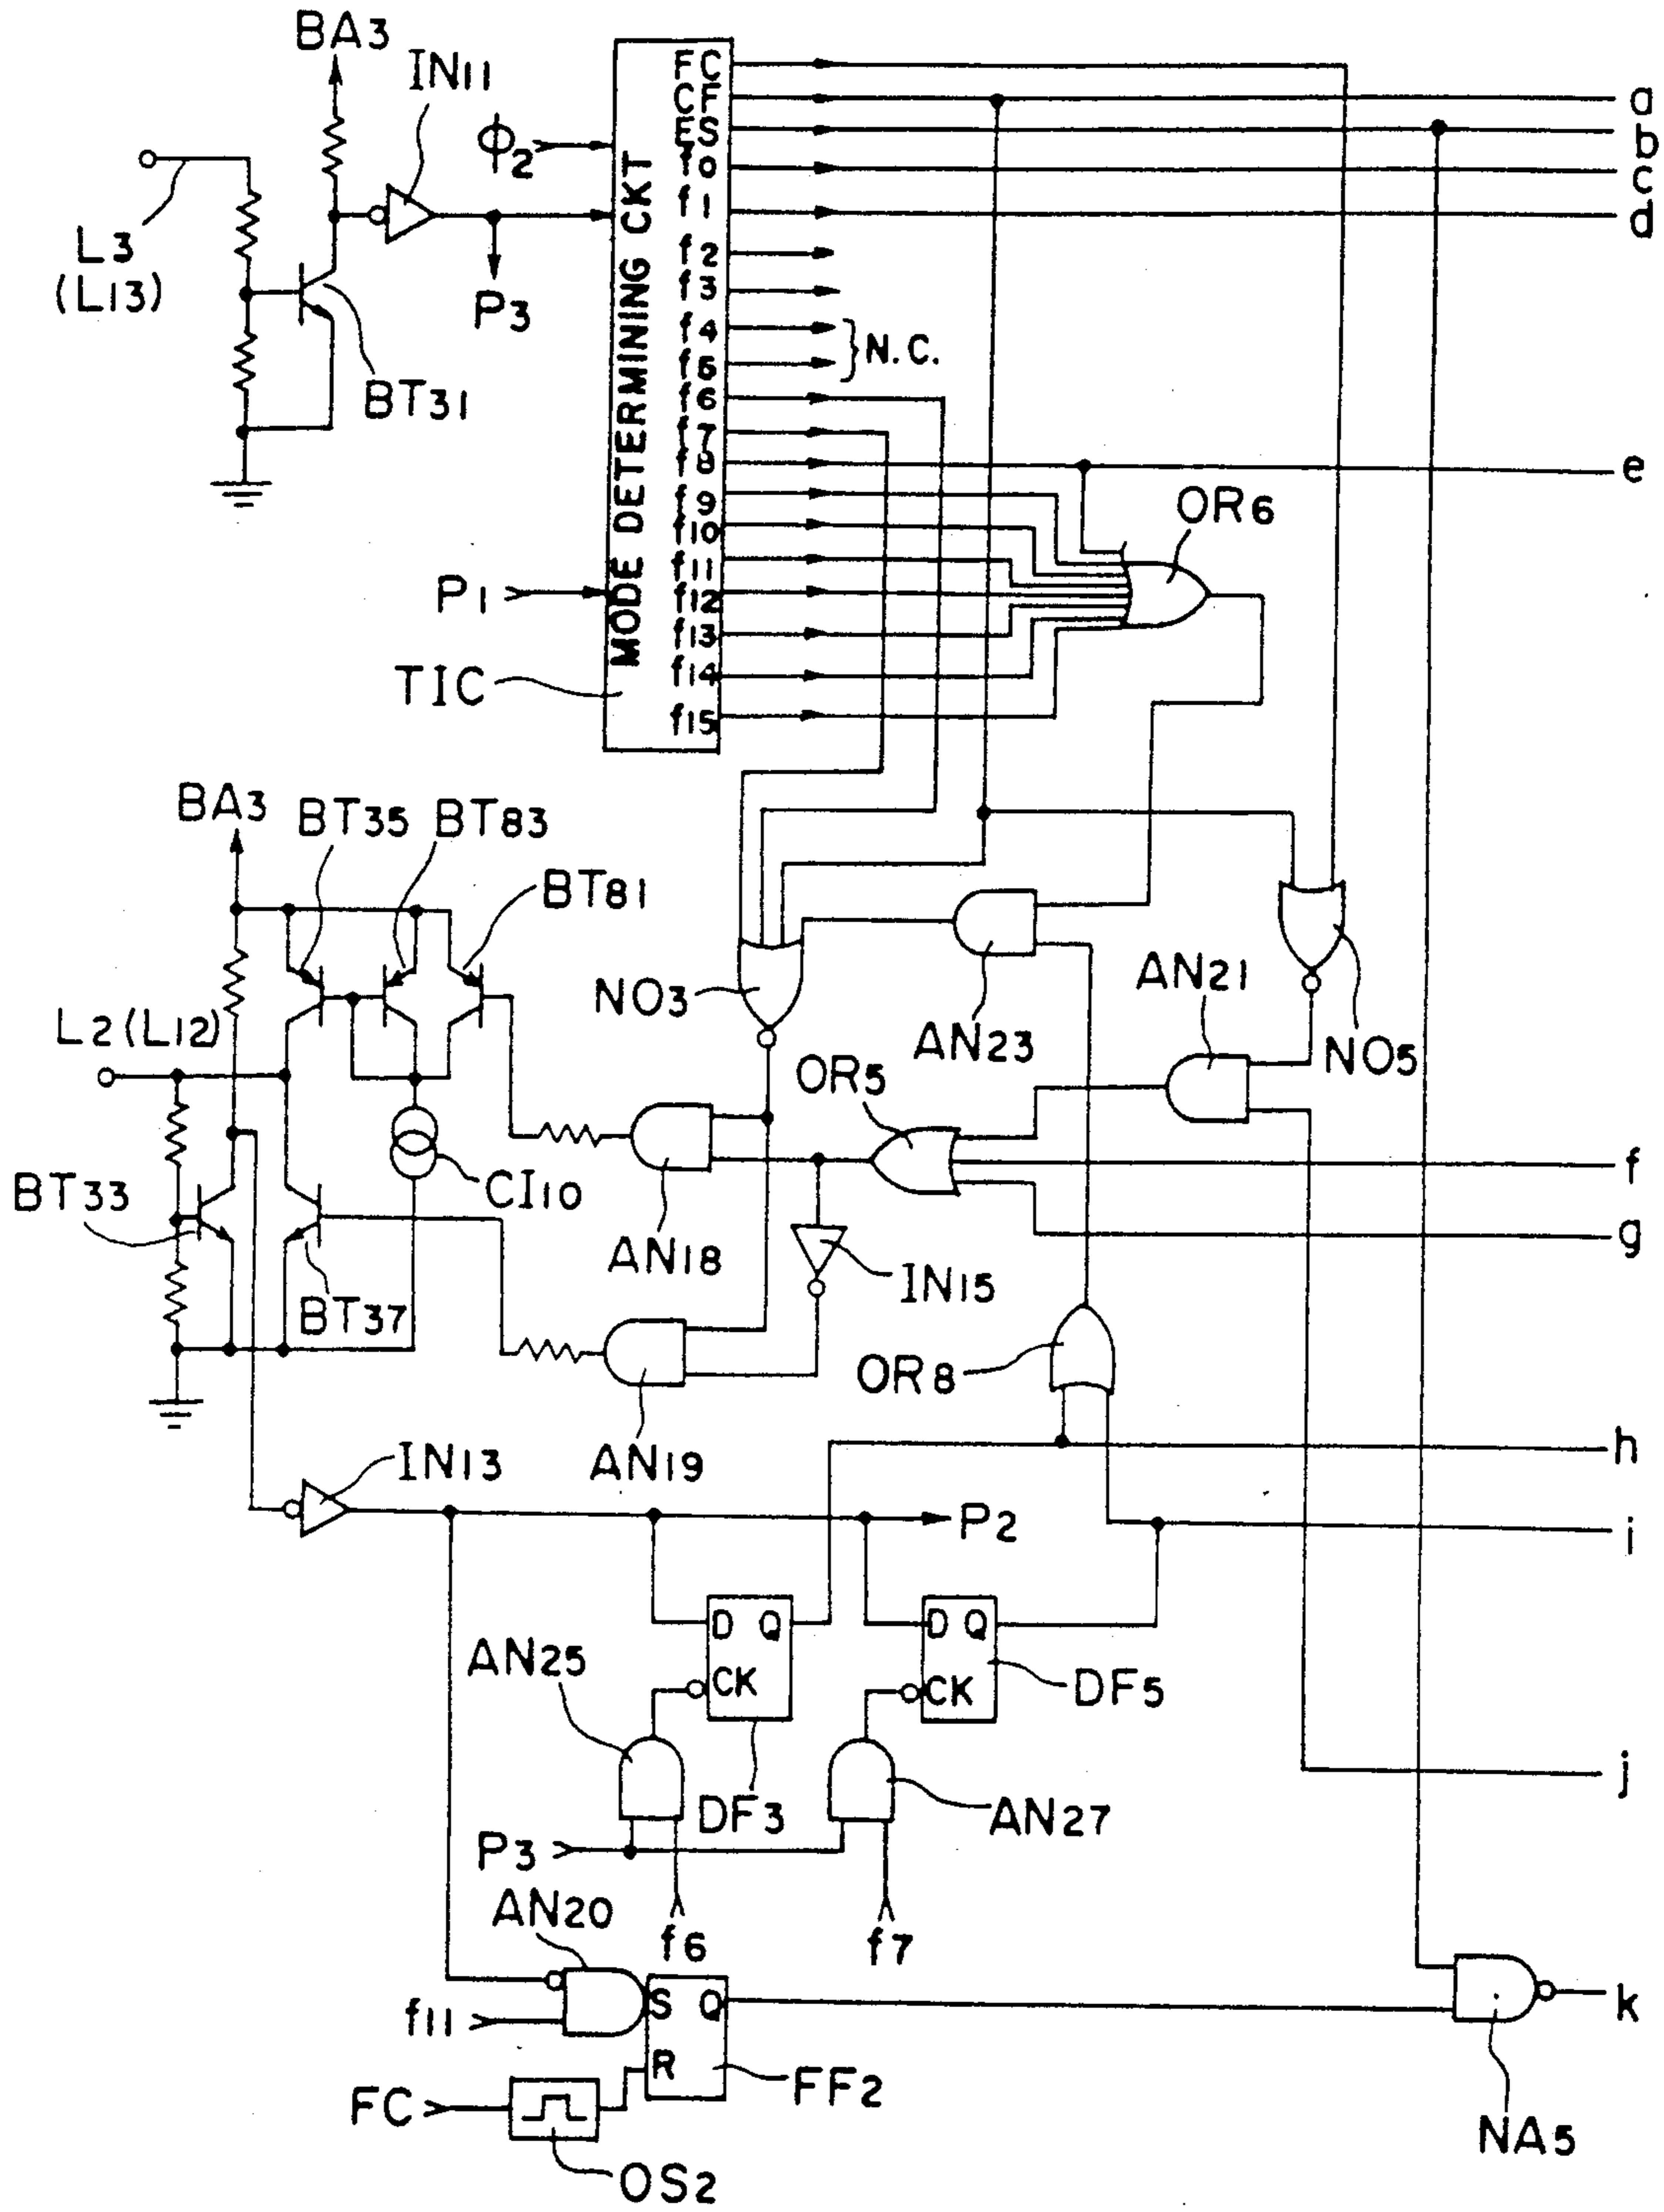 BA3
IN11
L3
(L13)
P3
BT31
Φ2
P1
TIC
MODE DETERMINING CKT
FC
CF
ES
f0
f1
f2
f3
f4
f5
N.C.
f6
f7
f8
f9
f10
f11
f12
f13
f14
f15
a
b
c
d
e
OR6
BA3
BT35
BT83
BT81
L2(L12)
NO3
AN23
AN21
NO5
OR5
BT33
CI10
AN18
f
g
IN15
BT37
OR8
AN19
IN13
h
P2
i
D Q
CK
DF3
D Q
CK
DF5
AN25
AN27
j
P3
f6
f7
AN20
f11
S Q
R
FF2
FC
OS2
k
NA5